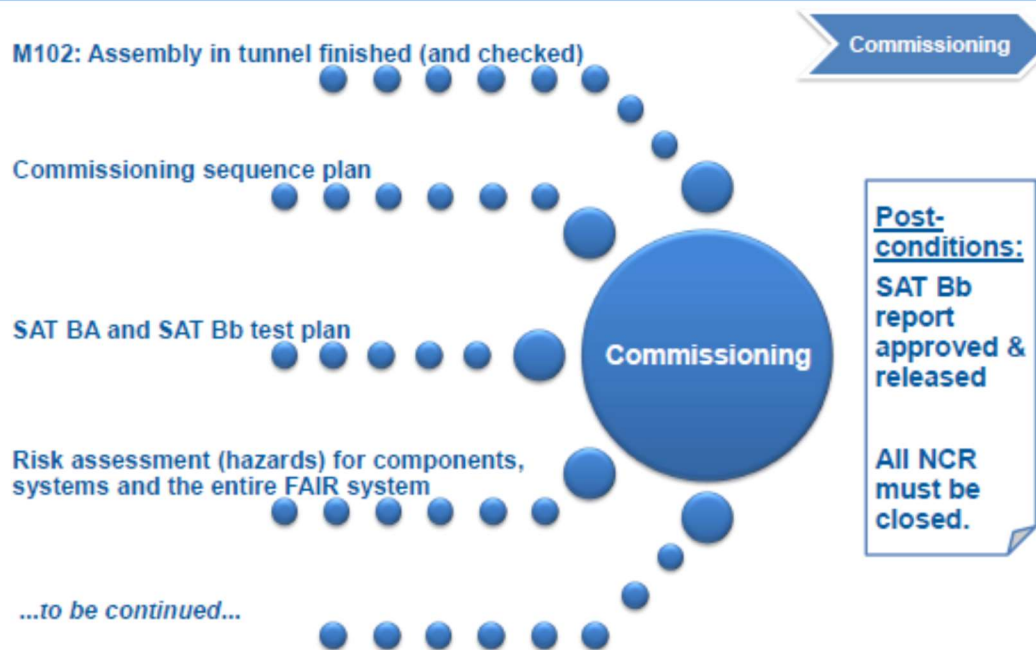 M102: Assembly in tunnel finished (and checked)
Commissioning
Commissioning sequence plan
SAT BA and SAT Bb test plan
Risk assessment (hazards) for components,
systems and the entire FAIR system
...to be continued...
Commissioning
Post-
conditions:
SAT Bb
report
approved &
released
All NCR
must be
closed.